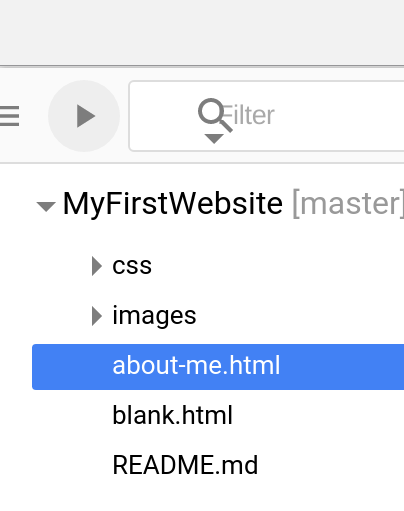 Filter
MyFirstWebsite [master]
css
images
about-me.html
blank.html
README.md